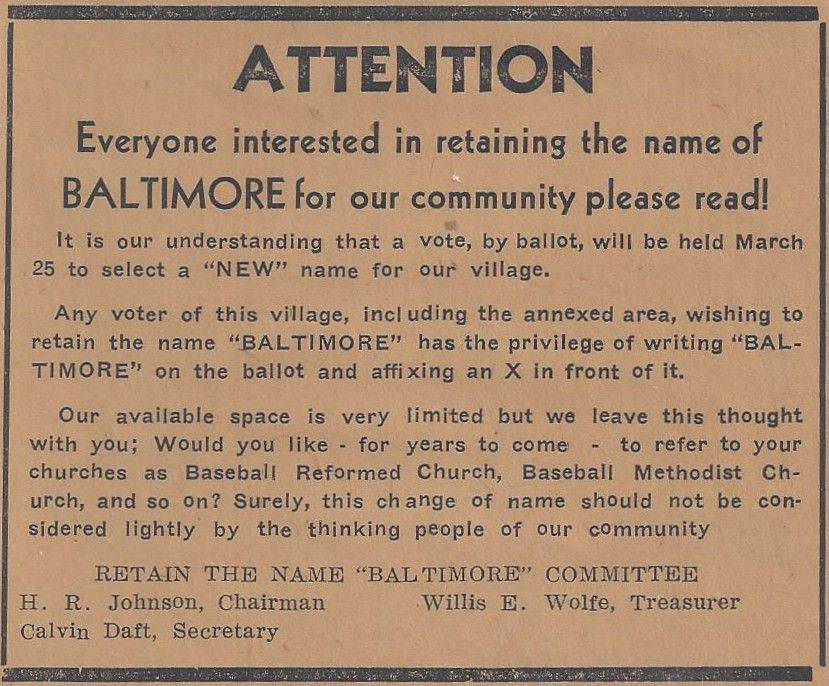 ATTENTION
Everyone interested in retaining the name of
BALTIMORE for our community please read!
It is our understanding that a vote, by ballot, will be held March
25 to select a “NEW” name for our village.
Any voter of this village, including the annexed area, wishing to
retain the name “BALTIMORE” has the privilege of writing “BAL-
TIMORE” on the ballot and affixing an X in front of it.
Our available space is very limited but we leave this thought
with you; Would you like - for years to come - to refer to your
churches as Baseball Reformed Church, Baseball Methodist Ch-
urch, and so on? Surely, this change of name should not be con-
sidered lightly by the thinking people of our community
RETAIN THE NAME “BALTIMORE” COMMITTEE
H. R. Johnson, Chairman Willis E. Wolfe, Treasurer
Calvin Daft, Secretary